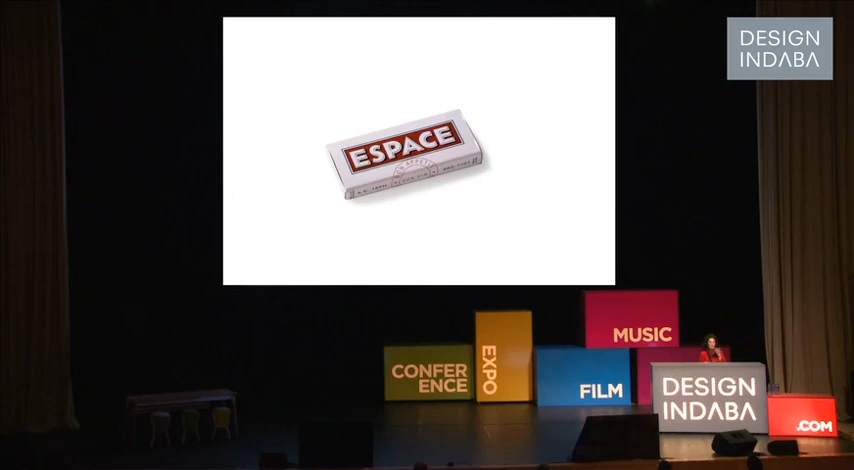 DESIGN
INDABA
ESPACE
CONFER
ENCE
EXPO
MUSIC
FILM
DESIGN
INDABA
.COM